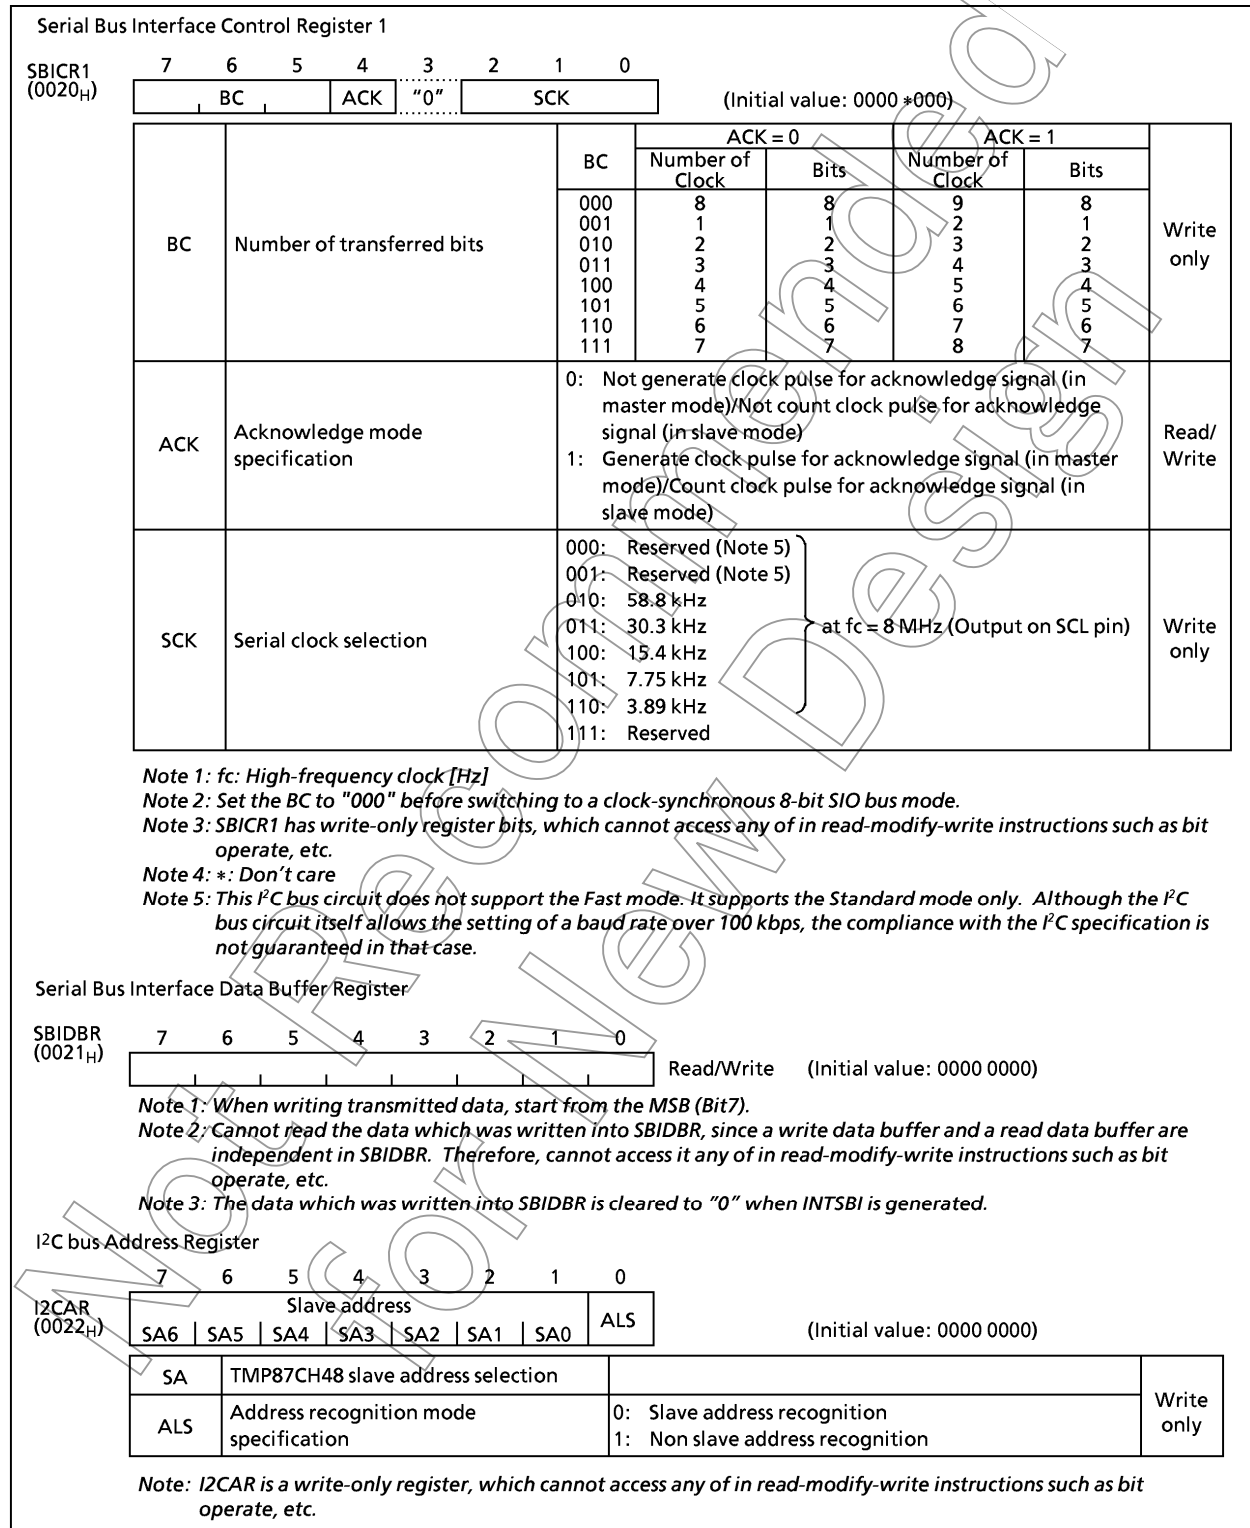 Serial Bus Interface Control Register 1
SBICR1
(0020H)
7 6 5 4 3 2 1 0
BC ACK “0” SCK
(Initial value: 0000 *000)
BC Number of transferred bits
BC ACK = 0 ACK = 1
Number of Clock Bits Number of Clock Bits
000 8 8 9 8
001 1 1 2 1
010 2 2 3 2
011 3 3 4 3
100 4 4 5 4
101 5 5 6 5
110 6 6 7 6
111 7 7 8 7
Write
only
ACK
Acknowledge mode
specification
0: Not generate clock pulse for acknowledge signal (in
master mode)/Not count clock pulse for acknowledge
signal (in slave mode)
1: Generate clock pulse for acknowledge signal (in master
mode)/Count clock pulse for acknowledge signal (in
slave mode)
Read/
Write
SCK Serial clock selection
000: Reserved (Note 5)
001: Reserved (Note 5)
010: 58.8 kHz
011: 30.3 kHz
100: 15.4 kHz
101: 7.75 kHz
110: 3.89 kHz
111: Reserved
at fc = 8 MHz (Output on SCL pin)
Write
only
Note 1: fc: High-frequency clock [Hz]
Note 2: Set the BC to "000" before switching to a clock-synchronous 8-bit SIO bus mode.
Note 3: SBICR1 has write-only register bits, which cannot access any of in read-modify-write instructions such as bit
operate, etc.
Note 4: *: Don’t care
Note 5: This I²C bus circuit does not support the Fast mode. It supports the Standard mode only. Although the I²C
bus circuit itself allows the setting of a baud rate over 100 kbps, the compliance with the I²C specification is
not guaranteed in that case.
Serial Bus Interface Data Buffer Register
SBIDBR
(0021H)
7 6 5 4 3 2 1 0
Read/Write (Initial value: 0000 0000)
Note 1: When writing transmitted data, start from the MSB (Bit7).
Note 2: Cannot read the data which was written into SBIDBR, since a write data buffer and a read data buffer are
independent in SBIDBR. Therefore, cannot access it any of in read-modify-write instructions such as bit
operate, etc.
Note 3: The data which was written into SBIDBR is cleared to ”0” when INTSBI is generated.
I²C bus Address Register
I2CAR
(0022H)
7 6 5 4 3 2 1 0
Slave address
SA6 SA5 SA4 SA3 SA2 SA1 SA0 ALS
(Initial value: 0000 0000)
SA TMP87CH48 slave address selection
ALS
Address recognition mode
specification
0: Slave address recognition
1: Non slave address recognition
Write
only
Note: I2CAR is a write-only register, which cannot access any of in read-modify-write instructions such as bit
operate, etc.
Not Recommended
for New Design